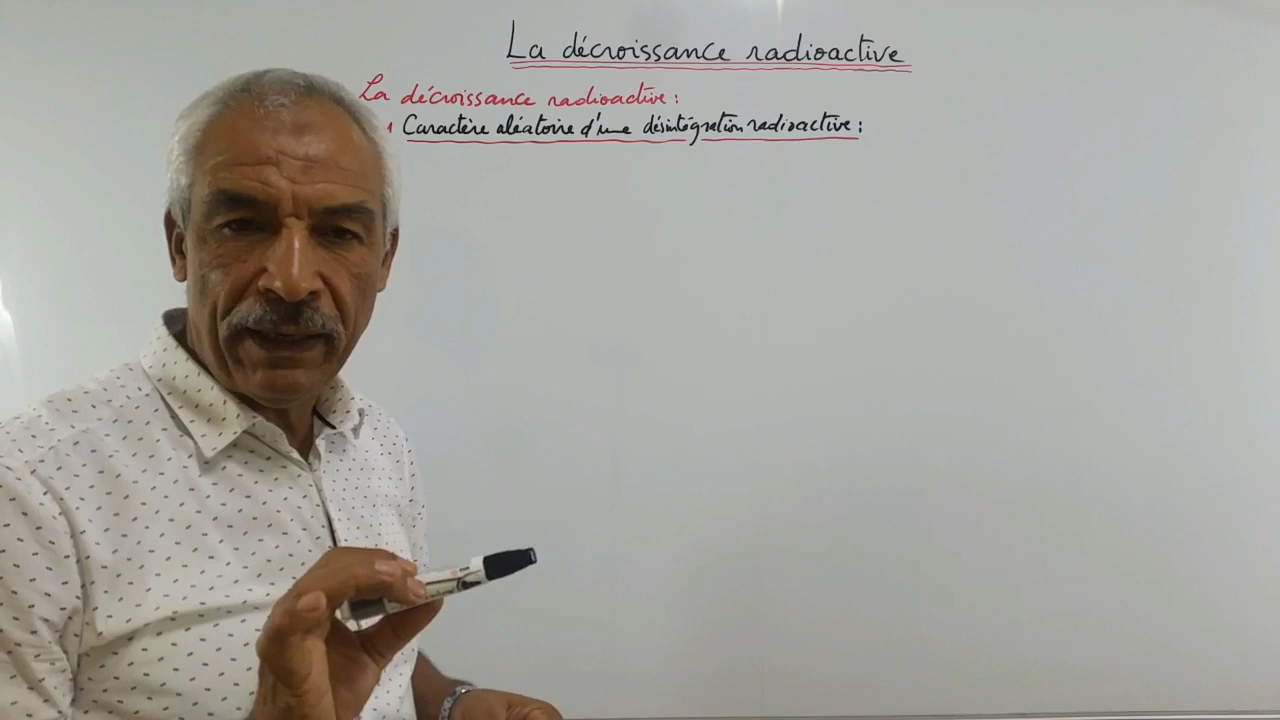 La décroissance radioactive
La décroissance radioactive :
1 Caractère aléatoire d'une désintégration radioactive :